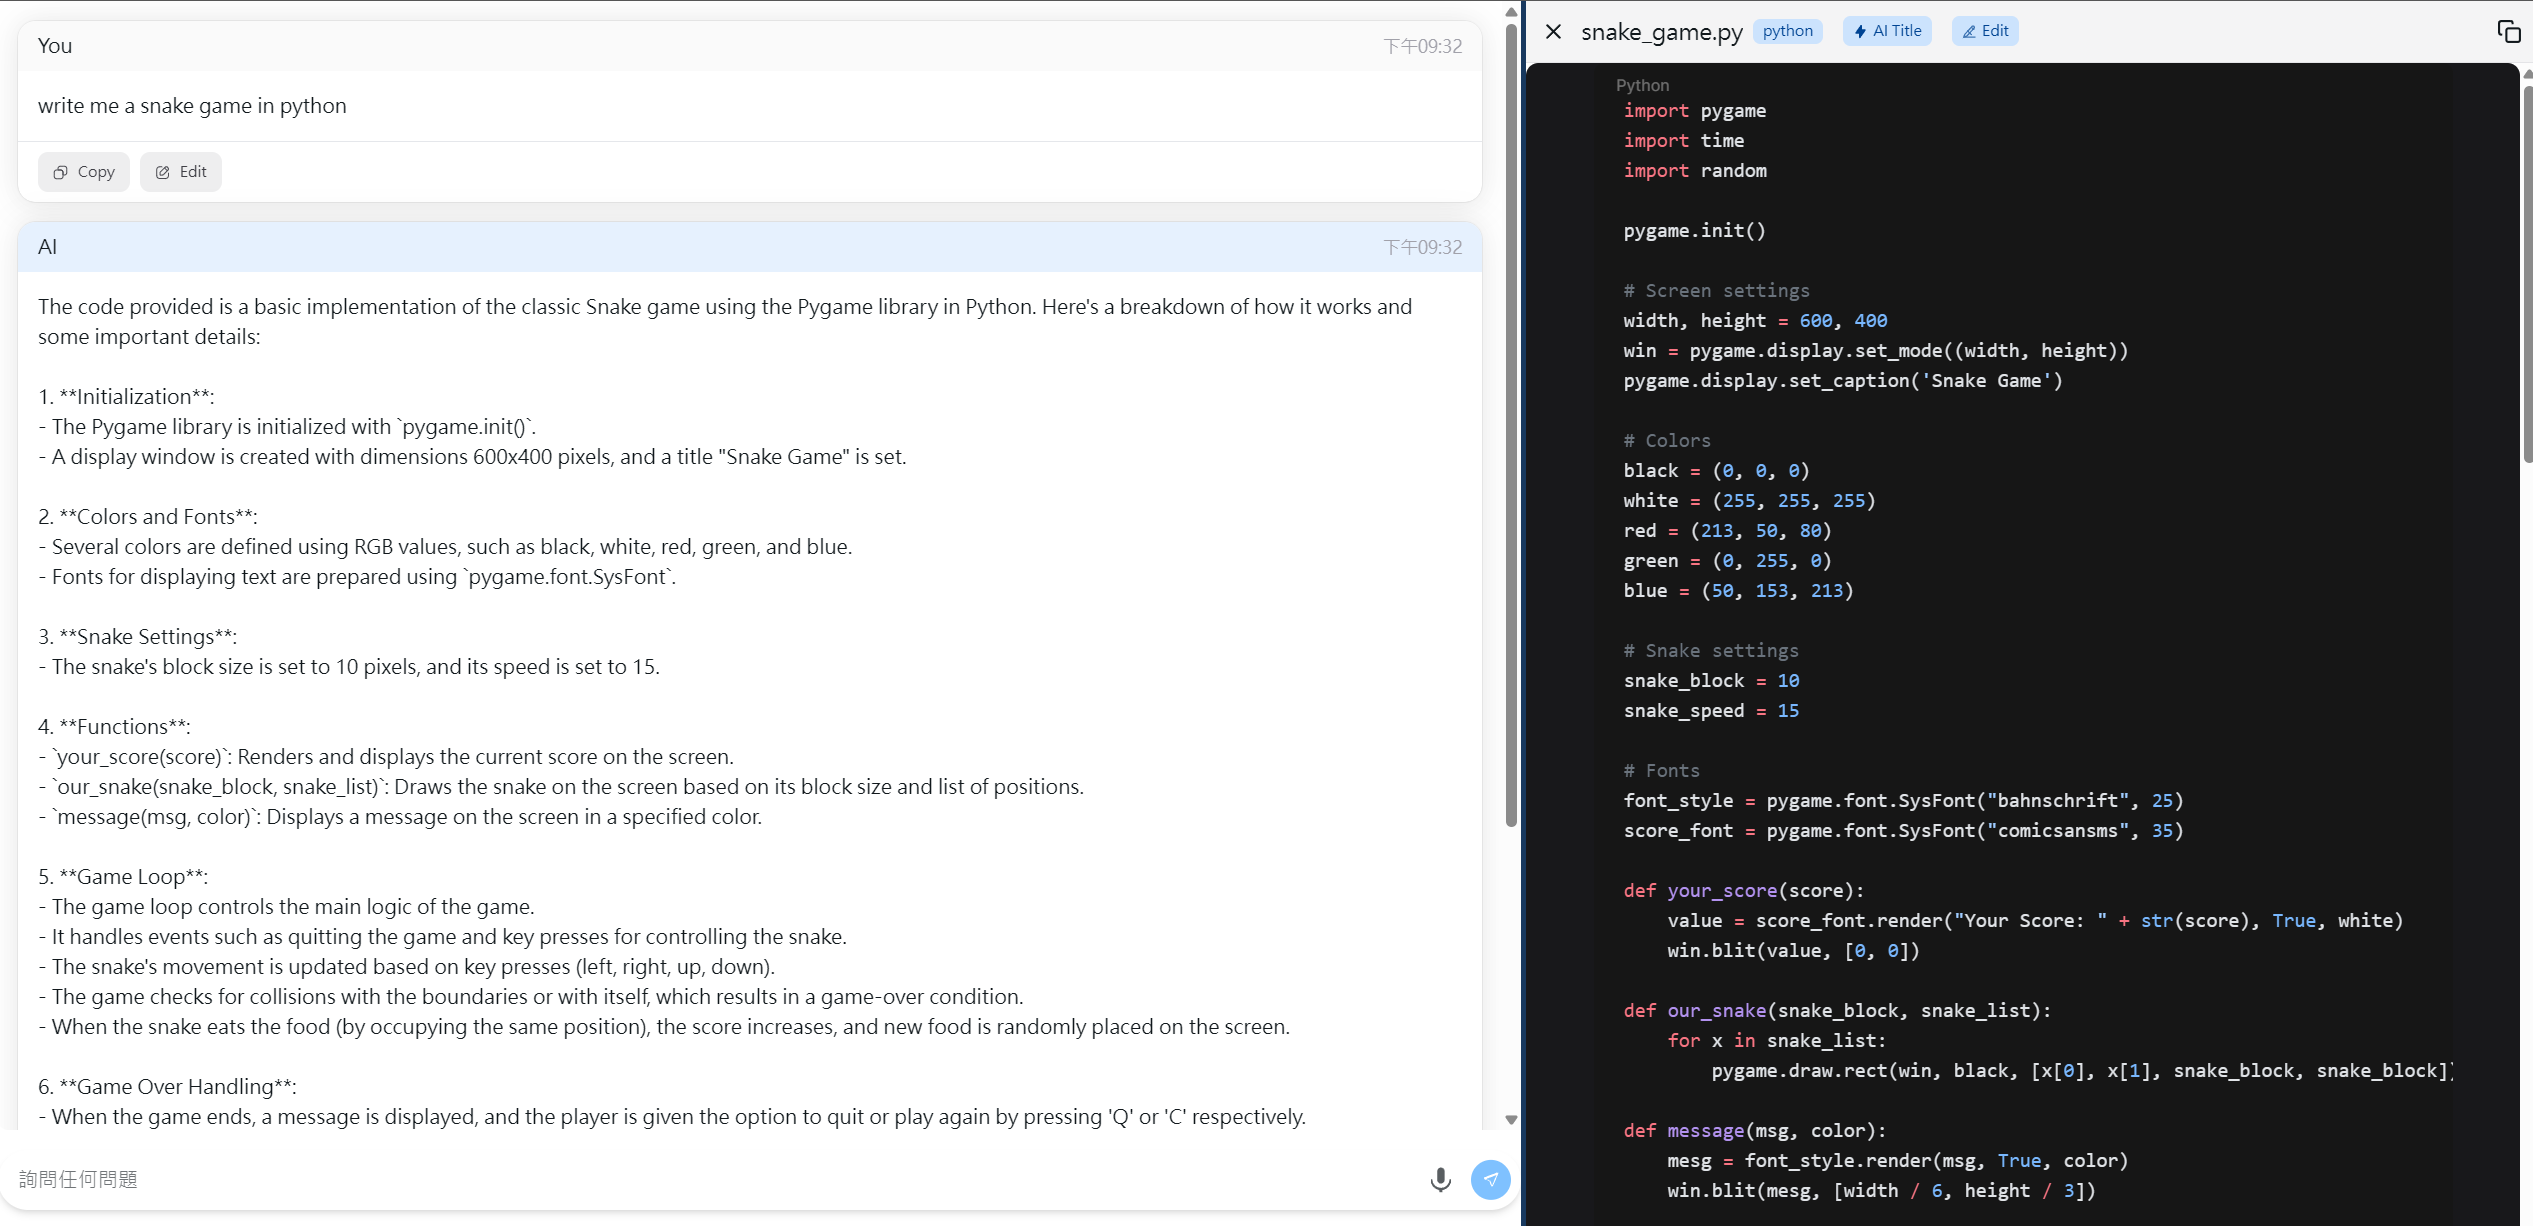 You
下午09:32
write me a snake game in python
Copy
Edit
AI
下午09:32
The code provided is a basic implementation of the classic Snake game using the Pygame library in Python. Here's a breakdown of how it works and
some important details:
1. **Initialization**:
- The Pygame library is initialized with `pygame.init()`.
- A display window is created with dimensions 600x400 pixels, and a title "Snake Game" is set.
2. **Colors and Fonts**:
- Several colors are defined using RGB values, such as black, white, red, green, and blue.
- Fonts for displaying text are prepared using `pygame.font.SysFont`.
3. **Snake Settings**:
- The snake's block size is set to 10 pixels, and its speed is set to 15.
4. **Functions**:
- `your_score(score)`: Renders and displays the current score on the screen.
- `our_snake(snake_block, snake_list)`: Draws the snake on the screen based on its block size and list of positions.
- `message(msg, color)`: Displays a message on the screen in a specified color.
5. **Game Loop**:
- The game loop controls the main logic of the game.
- It handles events such as quitting the game and key presses for controlling the snake.
- The snake's movement is updated based on key presses (left, right, up, down).
- The game checks for collisions with the boundaries or with itself, which results in a game-over condition.
- When the snake eats the food (by occupying the same position), the score increases, and new food is randomly placed on the screen.
6. **Game Over Handling**:
- When the game ends, a message is displayed, and the player is given the option to quit or play again by pressing 'Q' or 'C' respectively.
詢問任何問題
snake_game.py
python
AI Title
Edit
Python
import pygame
import time
import random
pygame.init()
# Screen settings
width, height = 600, 400
win = pygame.display.set_mode((width, height))
pygame.display.set_caption('Snake Game')
# Colors
black = (0, 0, 0)
white = (255, 255, 255)
red = (213, 50, 80)
green = (0, 255, 0)
blue = (50, 153, 213)
# Snake settings
snake_block = 10
snake_speed = 15
# Fonts
font_style = pygame.font.SysFont("bahnschrift", 25)
score_font = pygame.font.SysFont("comicsansms", 35)
def your_score(score):
    value = score_font.render("Your Score: " + str(score), True, white)
    win.blit(value, [0, 0])
def our_snake(snake_block, snake_list):
    for x in snake_list:
        pygame.draw.rect(win, black, [x[0], x[1], snake_block, snake_block])
def message(msg, color):
    mesg = font_style.render(msg, True, color)
    win.blit(mesg, [width / 6, height / 3])